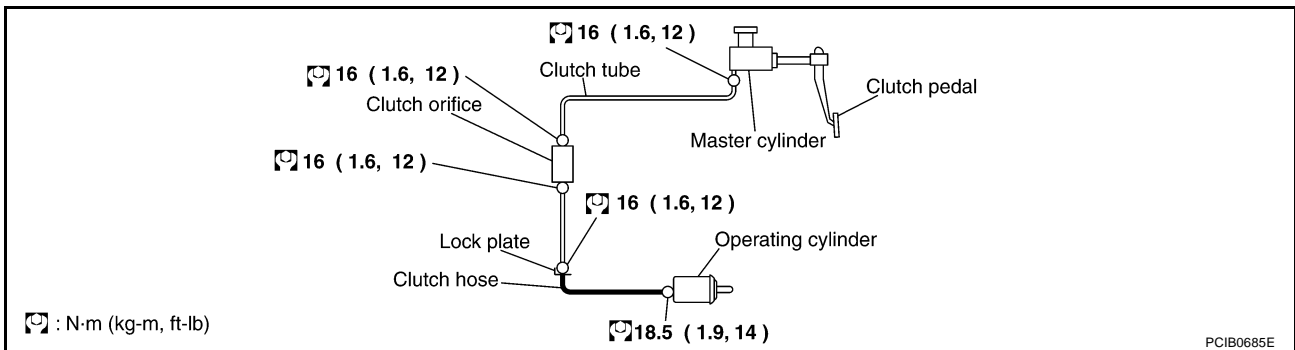 16 ( 1.6, 12 )
16 ( 1.6, 12 )
Clutch tube
Clutch orifice
Clutch pedal
Master cylinder
16 ( 1.6, 12 )
16 ( 1.6, 12 )
Lock plate
Operating cylinder
Clutch hose
: N·m (kg-m, ft-lb)
18.5 ( 1.9, 14 )
PCIB0685E